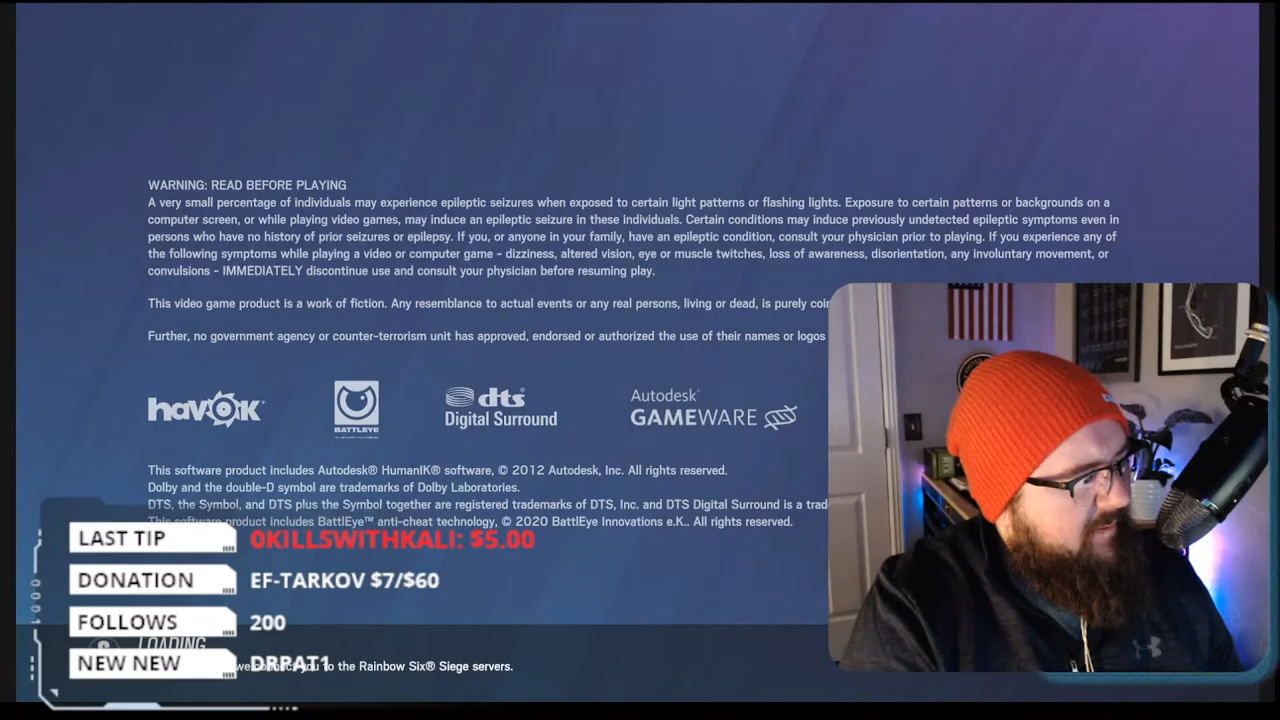 WARNING: READ BEFORE PLAYING
A very small percentage of individuals may experience epileptic seizures when exposed to certain light patterns or flashing lights. Exposure to certain patterns or backgrounds on a
computer screen, or while playing video games, may induce an epileptic seizure in these individuals. Certain conditions may induce previously undetected epileptic symptoms even in
persons who have no history of prior seizures or epilepsy. If you, or anyone in your family, have an epileptic condition, consult your physician prior to playing. If you experience any of
the following symptoms while playing a video or computer game - dizziness, altered vision, eye or muscle twitches, loss of awareness, disorientation, any involuntary movement, or
convulsions - IMMEDIATELY discontinue use and consult your physician before resuming play.
This video game product is a work of fiction. Any resemblance to actual events or any real persons, living or dead, is purely
Further, no government agency or counter-terrorism unit has approved, endorsed or authorized the use of their names or logos
havok
BATTLEYE
dts
Digital Surround
Autodesk®
GAMEWARE
This software product includes Autodesk® HumanIK® software, © 2012 Autodesk, Inc. All rights reserved.
Dolby and the double-D symbol are trademarks of Dolby Laboratories.
DTS, the Symbol, and DTS plus the Symbol together are registered trademarks of DTS, Inc. and DTS Digital Surround is a
This software product includes BattlEye™ anti-cheat technology, © 2020 BattlEye Innovations e.K.. All rights reserved.
LAST TIP 0KILLSWITHKALI: $5.00
DONATION EF-TARKOV $7/$60
FOLLOWS 200
LOADING
NEW NEW DRPAT1
you to the Rainbow Six® Siege servers.
0001